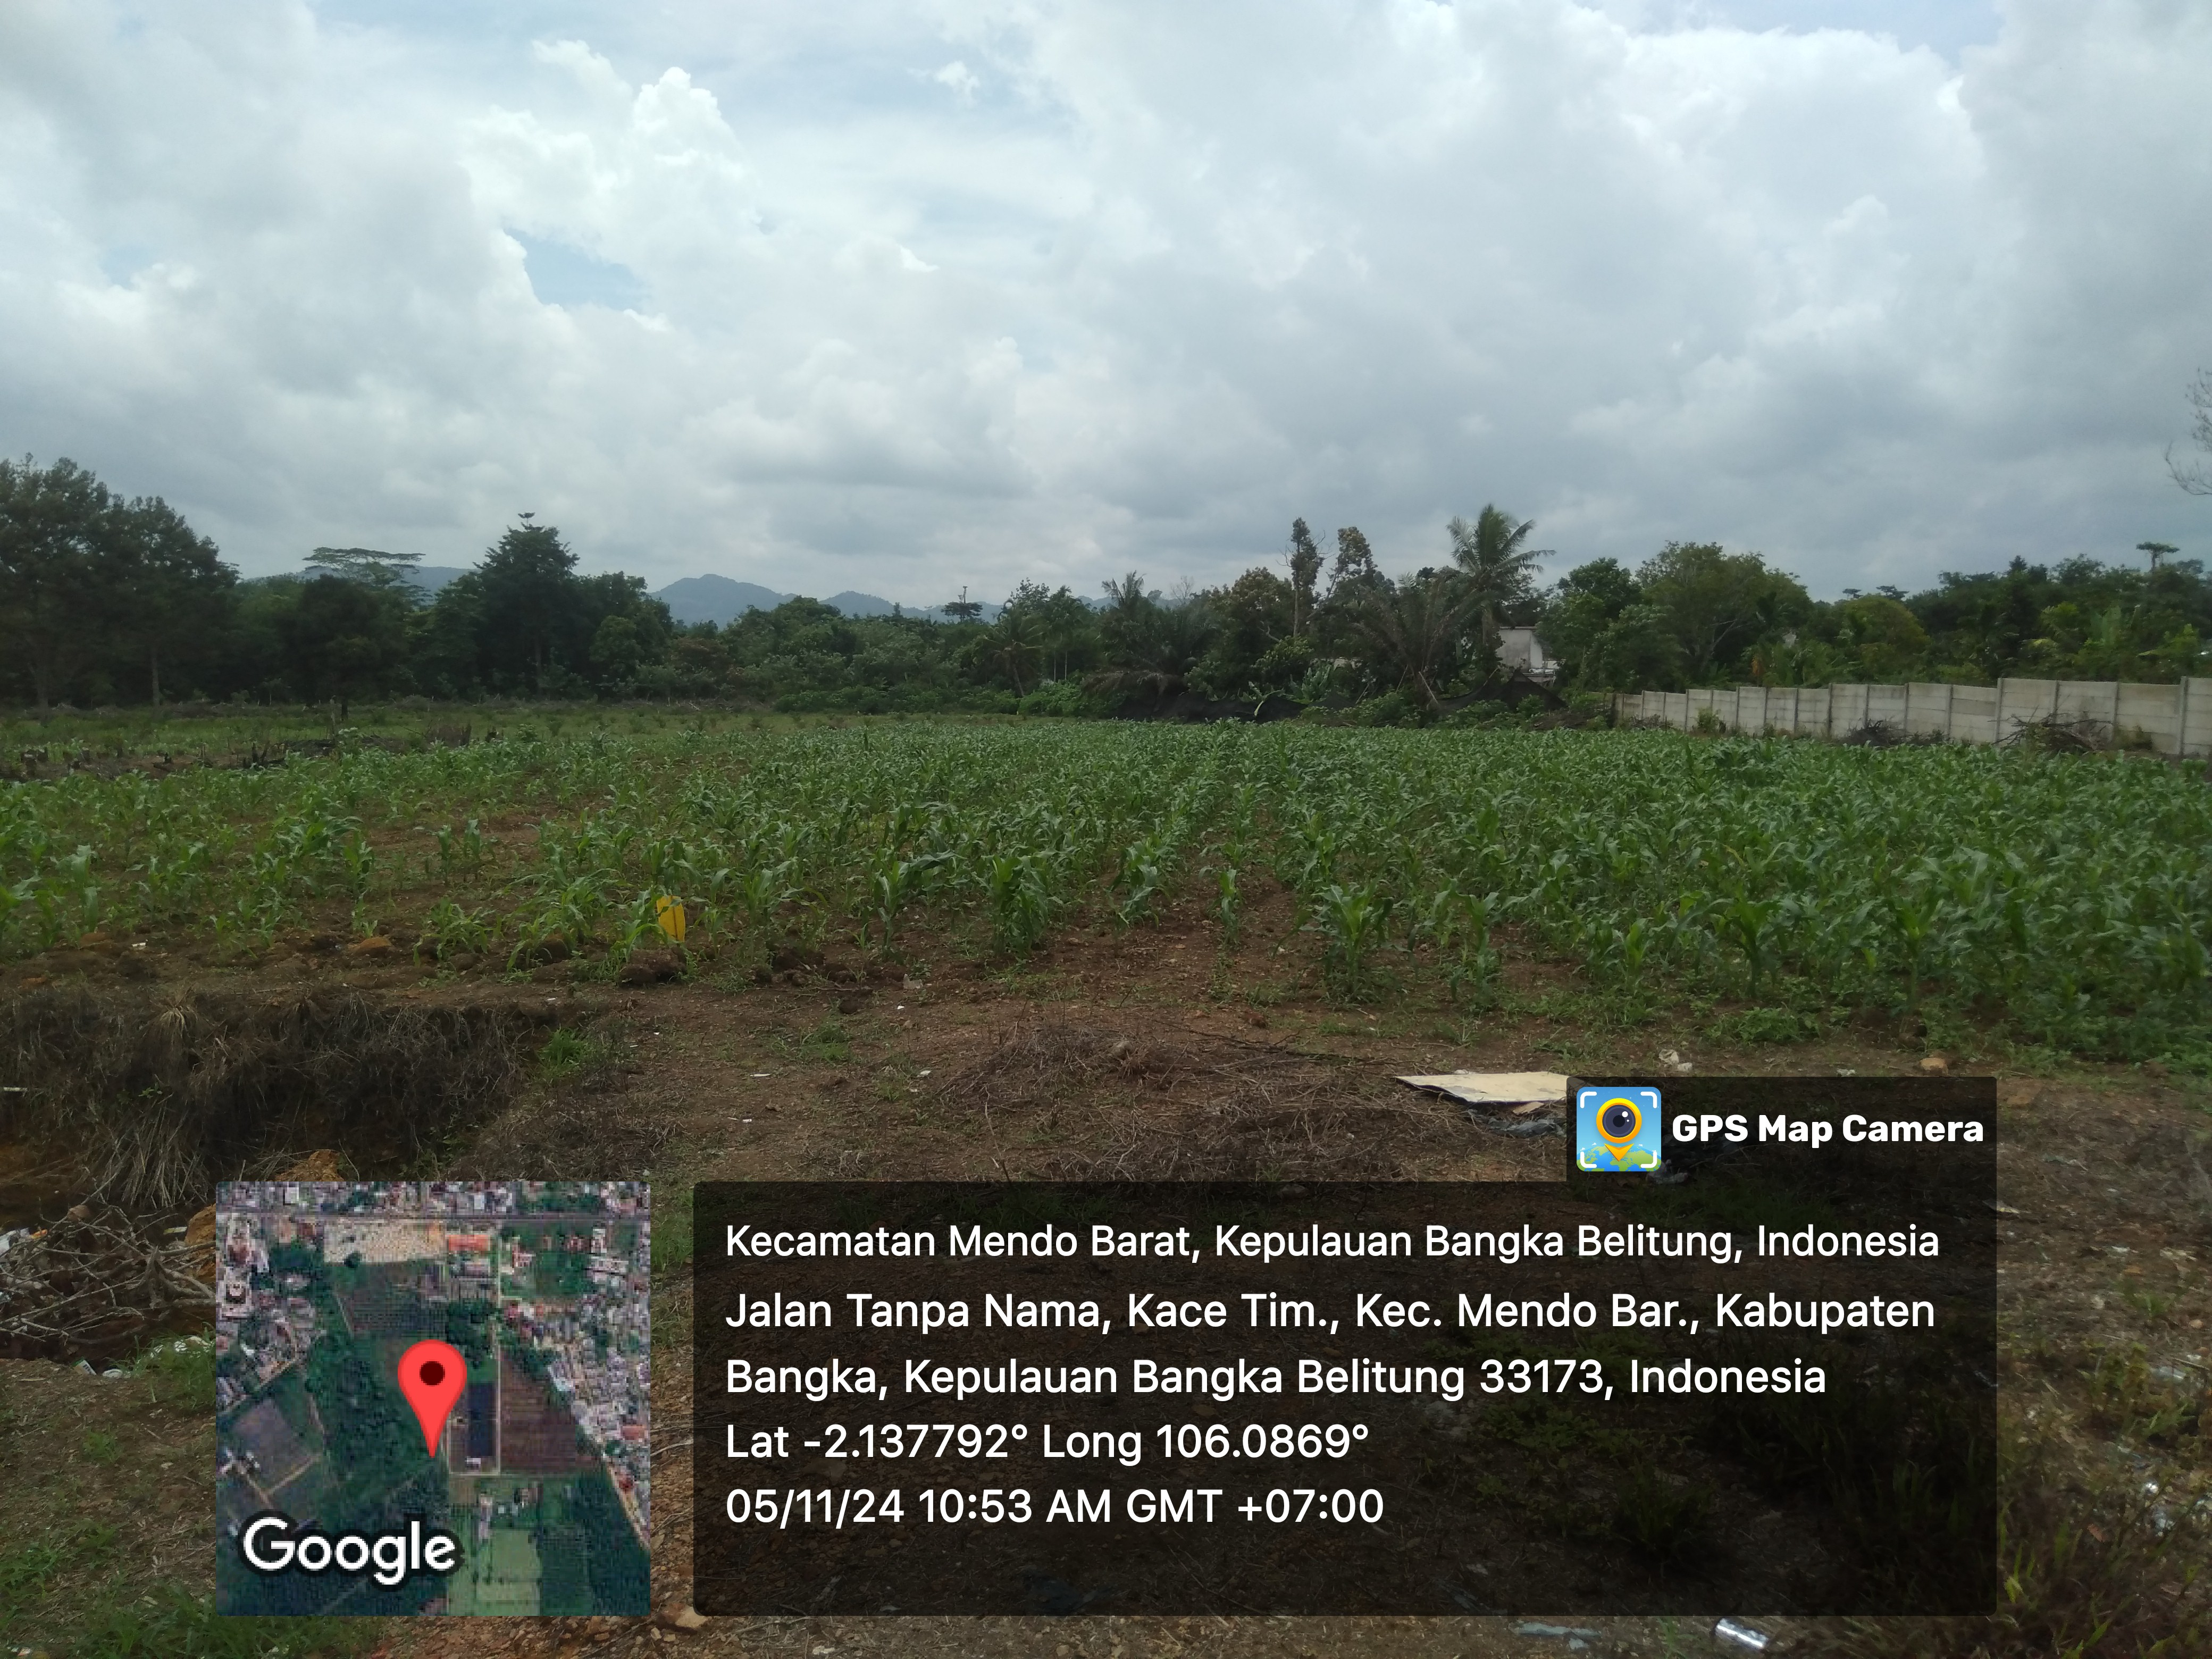 GPS Map Camera
Kecamatan Mendo Barat, Kepulauan Bangka Belitung, Indonesia
Jalan Tanpa Nama, Kace Tim., Kec. Mendo Bar., Kabupaten
Bangka, Kepulauan Bangka Belitung 33173, Indonesia
Lat -2.137792° Long 106.0869°
05/11/24 10:53 AM GMT +07:00
Google